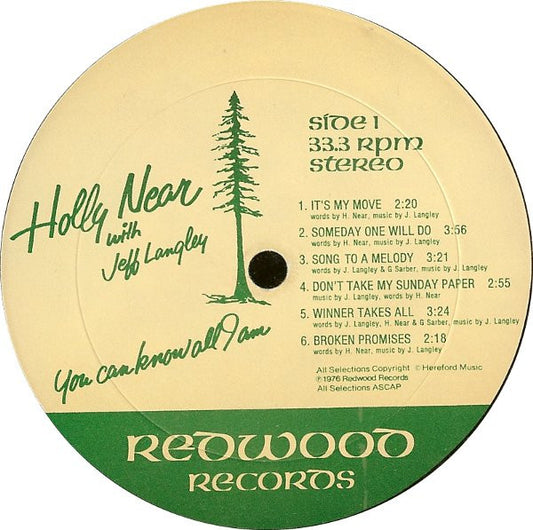 Holly Near
with
Jeff Langley
You can know all I am
Side 1
33.3 RPM
Stereo
1. IT'S MY MOVE 2:20
words by H. Near, music by J. Langley
2. SOMEDAY ONE WILL DO 3:56
words by H. Near, music by J. Langley
3. SONG TO A MELODY 3:21
words by J. Langley & G Sarber, music by J. Langley
4. DON'T TAKE MY SUNDAY PAPER 2:55
music by J. Langley, words by H. Near
5. WINNER TAKES ALL 3:24
words by J. Langley, H. Near & G Sarber, music by J. Langley
6. BROKEN PROMISES 2:18
words by H. Near, music by J. Langley
All Selections Copyright © Hereford Music
℗1976 Redwood Records
All Selections ASCAP
REDWOOD
RECORDS